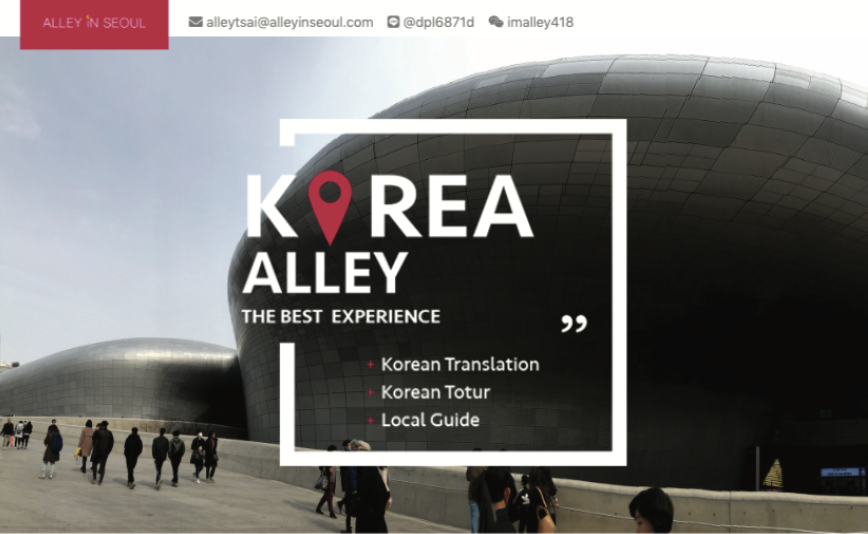 ALLEY IN SEOUL
alleytsai@alleyinseoul.com @dpl6871d imalley418
KOREA
ALLEY
THE BEST EXPERIENCE
”
+ Korean Translation
+ Korean Totur
+ Local Guide